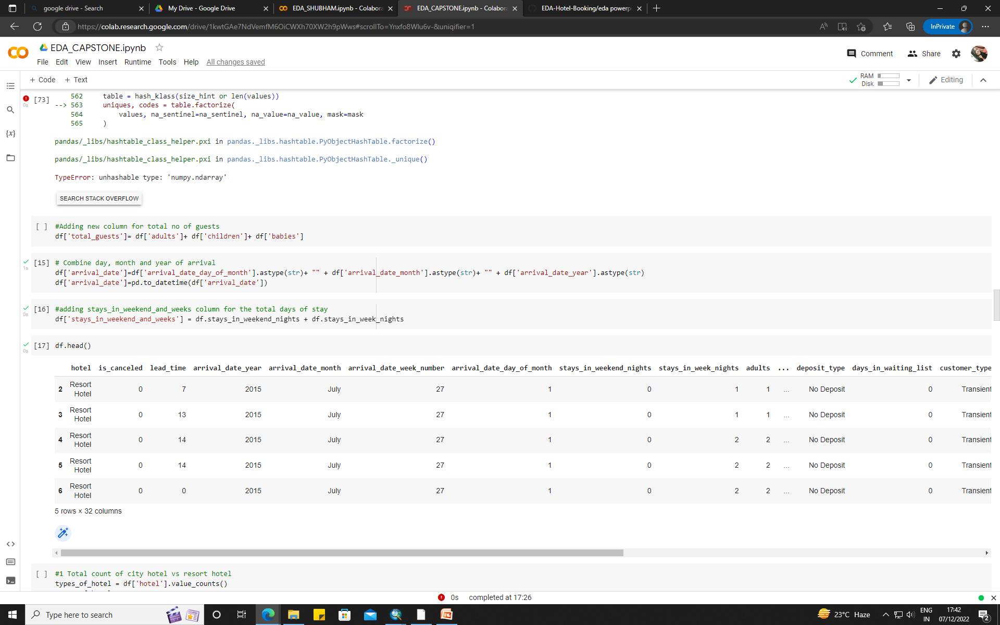 google drive - Search
My Drive - Google Drive
EDA_SHUBHAM.ipynb - Colabora
EDA_CAPSTONE.ipynb - Colabora
EDA-Hotel-Booking/eda powerp
https://colab.research.google.com/drive/1kwtGAe7NdVemfM6OiCWXh70XW2h9pWws#scrollTo=Ynxfo8Wlu6v-&uniqifier=1
InPrivate
EDA_CAPSTONE.ipynb
Comment
Share
File Edit View Insert Runtime Tools Help All changes saved
+ Code + Text
RAM
Disk
Editing
[73]
0s
562 table = hash_klass(size_hint or len(values))
--> 563 uniques, codes = table.factorize(
564 values, na_sentinel=na_sentinel, na_value=na_value, mask=mask
565 )
pandas/_libs/hashtable_class_helper.pxi in pandas._libs.hashtable.PyObjectHashTable.factorize()
pandas/_libs/hashtable_class_helper.pxi in pandas._libs.hashtable.PyObjectHashTable._unique()
TypeError: unhashable type: 'numpy.ndarray'
SEARCH STACK OVERFLOW
[ ] #Adding new column for total no of guests
df['total_guests']= df['adults']+ df['children']+ df['babies']
[15] # Combine day, month and year of arrival
1s
df['arrival_date']=df['arrival_date_day_of_month'].astype(str)+ "" + df['arrival_date_month'].astype(str)+ "" + df['arrival_date_year'].astype(str)
df['arrival_date']=pd.to_datetime(df['arrival_date'])
[16] #adding stays_in_weekend_and_weeks column for the total days of stay
0s
df['stays_in_weekend_and_weeks'] = df.stays_in_weekend_nights + df.stays_in_week_nights
[17] df.head()
0s
hotel is_canceled lead_time arrival_date_year arrival_date_month arrival_date_week_number arrival_date_day_of_month stays_in_weekend_nights stays_in_week_nights adults ... deposit_type days_in_waiting_list customer_type
2 Resort Hotel 0 7 2015 July 27 1 0 1 1 ... No Deposit 0 Transient
3 Resort Hotel 0 13 2015 July 27 1 0 1 1 ... No Deposit 0 Transient
4 Resort Hotel 0 14 2015 July 27 1 0 2 2 ... No Deposit 0 Transient
5 Resort Hotel 0 14 2015 July 27 1 0 2 2 ... No Deposit 0 Transient
6 Resort Hotel 0 0 2015 July 27 1 0 2 2 ... No Deposit 0 Transient
5 rows × 32 columns
[ ] #1 Total count of city hotel vs resort hotel
types_of_hotel = df['hotel'].value_counts()
0s completed at 17:26
Type here to search
23°C Haze
ENG
IN
17:42
07/12/2022
2